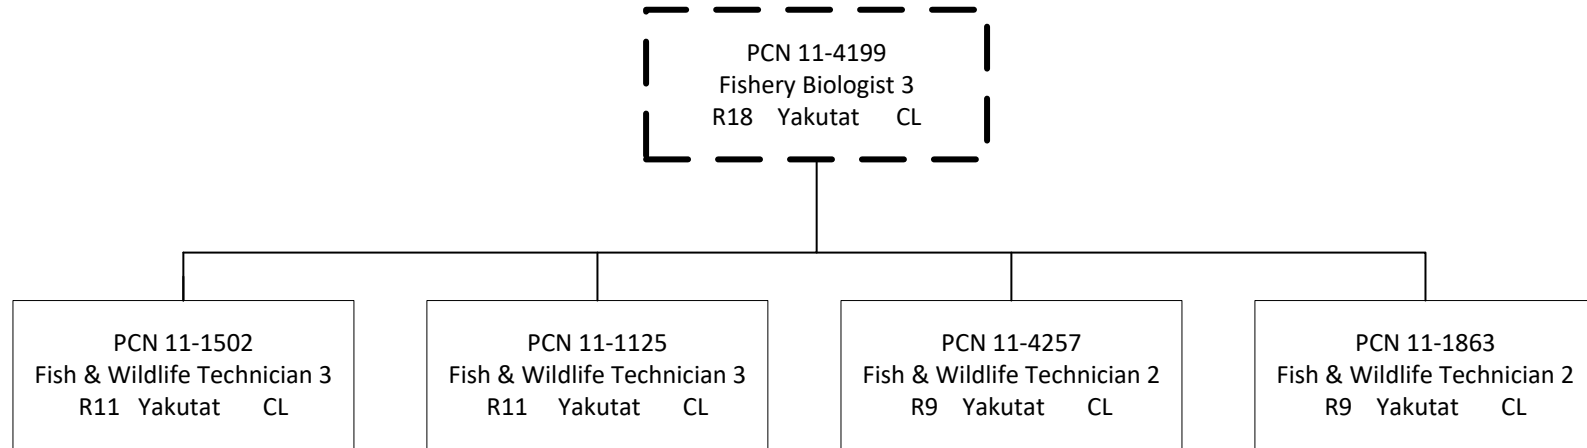 PCN 11-4199
Fishery Biologist 3
R18 Yakutat CL
PCN 11-1502
Fish & Wildlife Technician 3
R11 Yakutat CL
PCN 11-1125
Fish & Wildlife Technician 3
R11 Yakutat CL
PCN 11-4257
Fish & Wildlife Technician 2
R9 Yakutat CL
PCN 11-1863
Fish & Wildlife Technician 2
R9 Yakutat CL